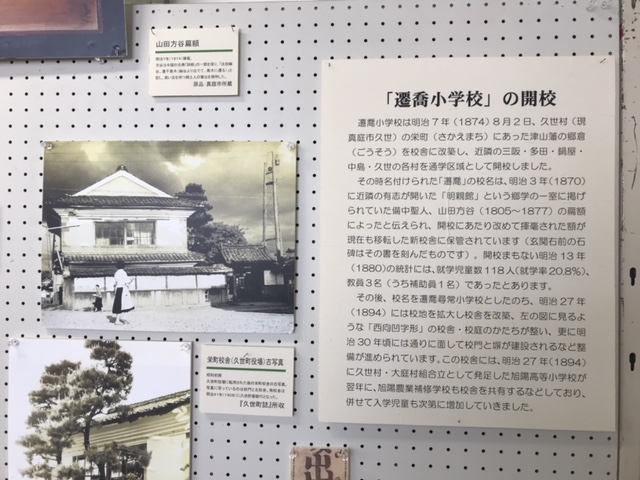 山田方谷扁額
原品・真庭市所蔵
「遷喬小学校」の開校
遷喬小学校は明治7年(1874)8月2日、久世村(現
真庭市久世)の栄町(さかえまち)にあった津山藩の郷倉
(ごうそう)を校舎に改築し、近隣の三阪・多田・鍋屋・
中島・久世の各村を通学区域として開校しました。
その時名付けられた「遷喬」の校名は、明治3年(1870)
に近隣の有志が開いた「明親館」という郷学の一室に掲げ
られていた備中聖人、山田方谷(1805~1877)の扁額
によったと伝えられ、開校にあたり改めて揮毫された額が
現在も移転した新校舎に保管されています(玄関右前の石
碑はその書を刻んだものです)。開校まもない明治13年
(1880)の統計には、就学児童数118人(就学率20.8%)、
教員3名(うち補助員1名)であったとあります。
その後、校名を遷喬尋常小学校としたのち、明治27年
(1894)には校地を拡大し校舎を改築、左の図に見るよ
うな「西向凹字形」の校舎・校庭のかたちが整い、更に明
治30年頃には通りに面して校門と塀が建設されるなど整
備が進められています。この校舎には、明治27年(1894)
に久世村・大庭村組合立として発足した旭陽高等小学校が
翌年に、旭陽農業補修学校も校舎を共有するなどしており、
併せて入学児童も次第に増加していきました。
栄町校舎(久世町役場)古写真
昭和初期
『久世町誌』所収
出